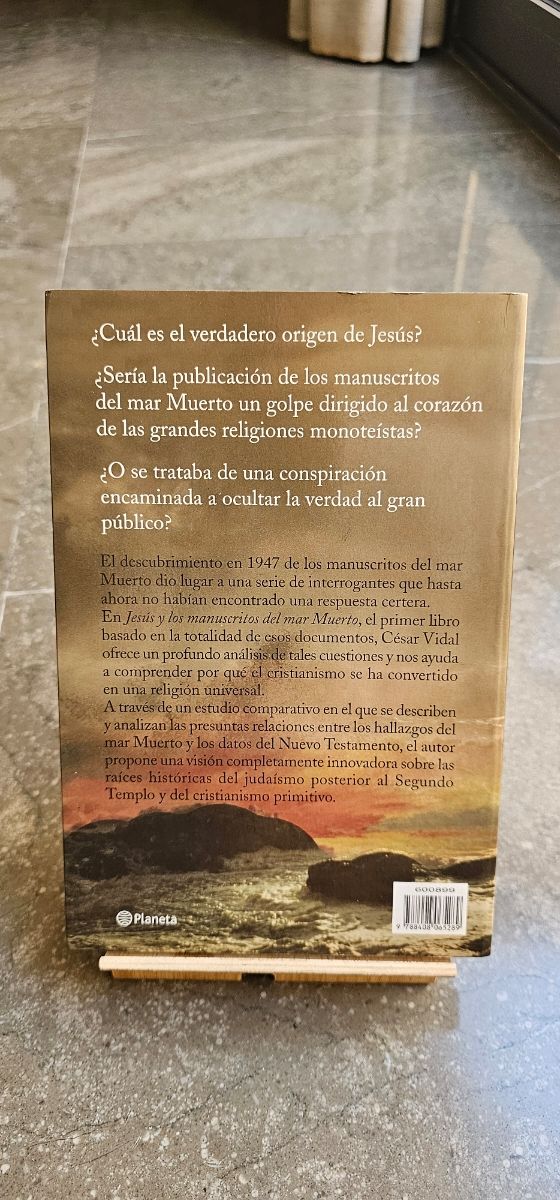 ¿Cuál es el verdadero origen de Jesús?
¿Sería la publicación de los manuscritos
del mar Muerto un golpe dirigido al corazón
de las grandes religiones monoteístas?
¿O se trataba de una conspiración
encaminada a ocultar la verdad al gran
público?
El descubrimiento en 1947 de los manuscritos del mar
Muerto dio lugar a una serie de interrogantes que hasta
ahora no habían encontrado una respuesta certera.
En Jesús y los manuscritos del mar Muerto, el primer libro
basado en la totalidad de esos documentos, César Vidal
ofrece un profundo análisis de tales cuestiones y nos ayuda
a comprender por qué el cristianismo se ha convertido
en una religión universal.
A través de un estudio comparativo en el que se describen
y analizan las presuntas relaciones entre los hallazgos del
mar Muerto y los datos del Nuevo Testamento, el autor
propone una visión completamente innovadora sobre las
raíces históricas del judaísmo posterior al Segundo
Templo y del cristianismo primitivo.
Planeta
600899
9 788408 065289